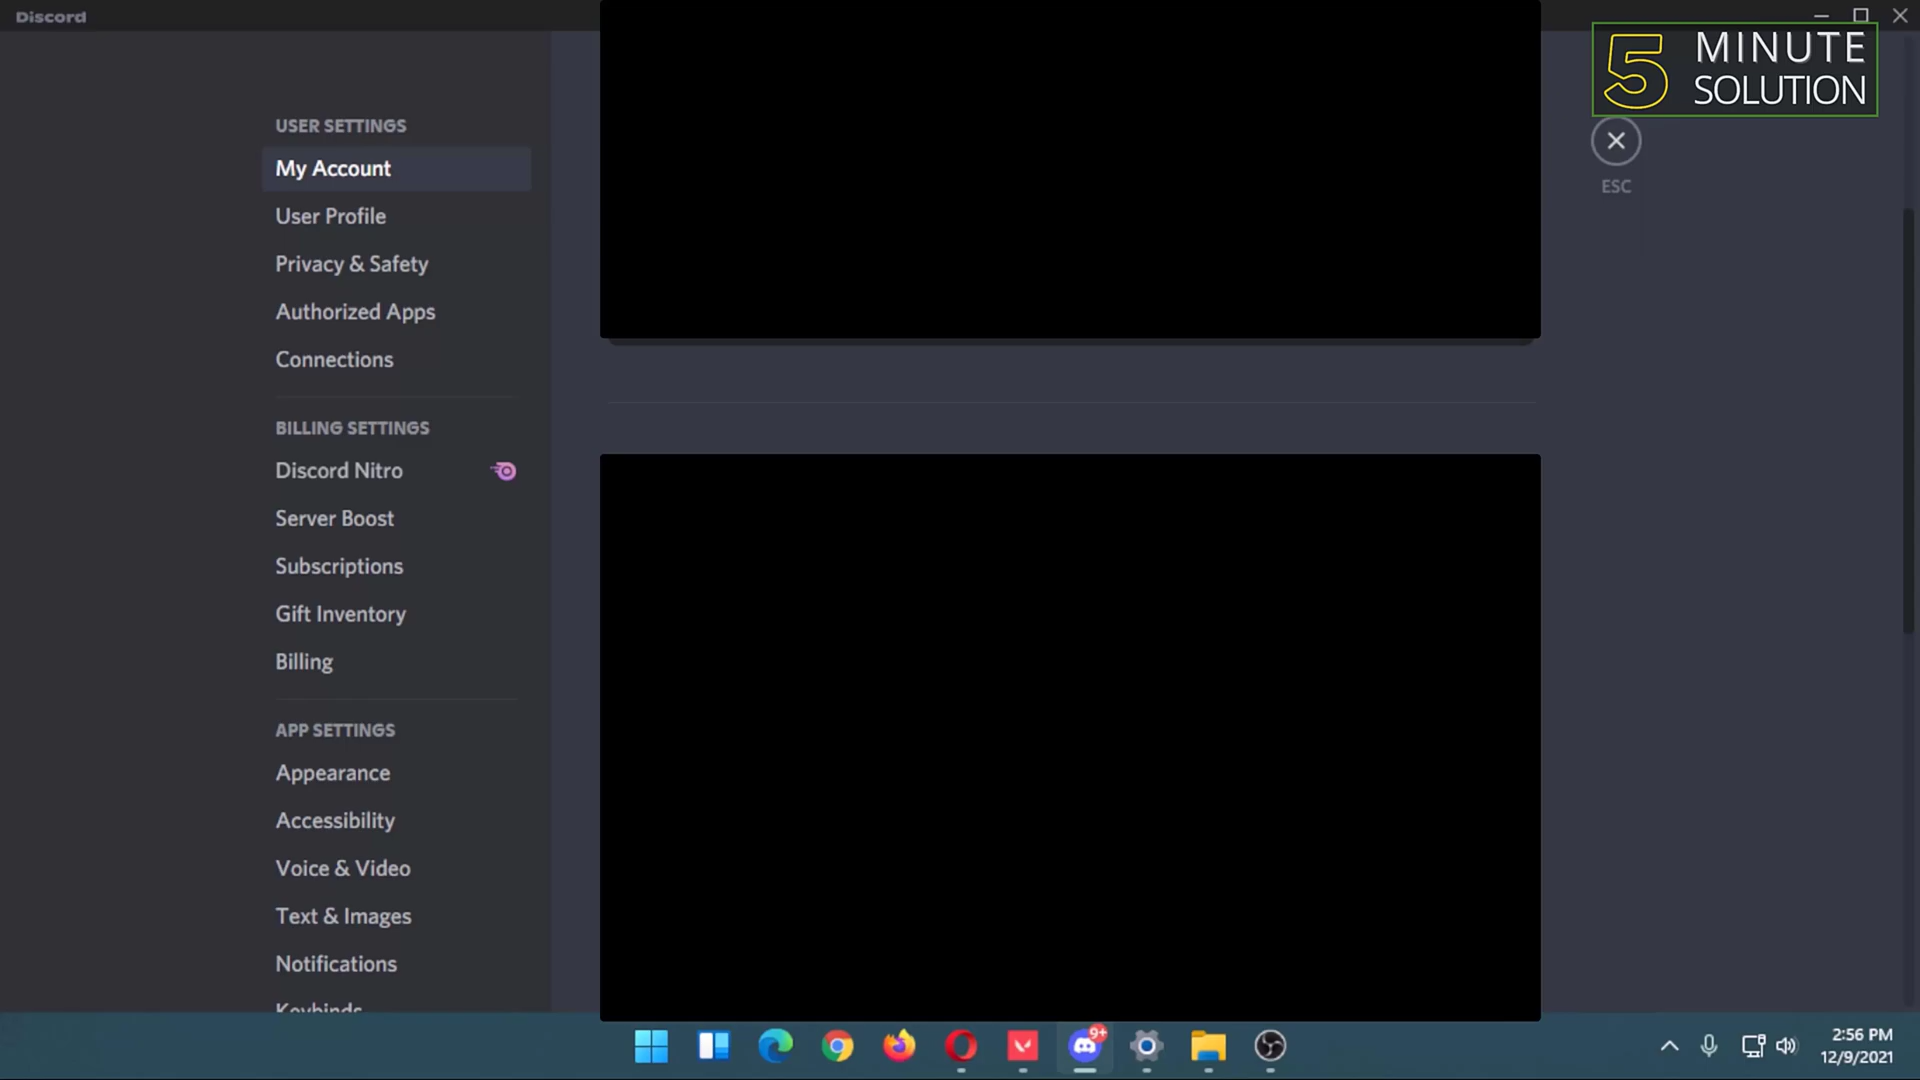 Discord
5 MINUTE
SOLUTION
ESC
USER SETTINGS
My Account
User Profile
Privacy & Safety
Authorized Apps
Connections
BILLING SETTINGS
Discord Nitro
Server Boost
Subscriptions
Gift Inventory
Billing
APP SETTINGS
Appearance
Accessibility
Voice & Video
Text & Images
Notifications
Keybinds
9+
2:56 PM
12/9/2021